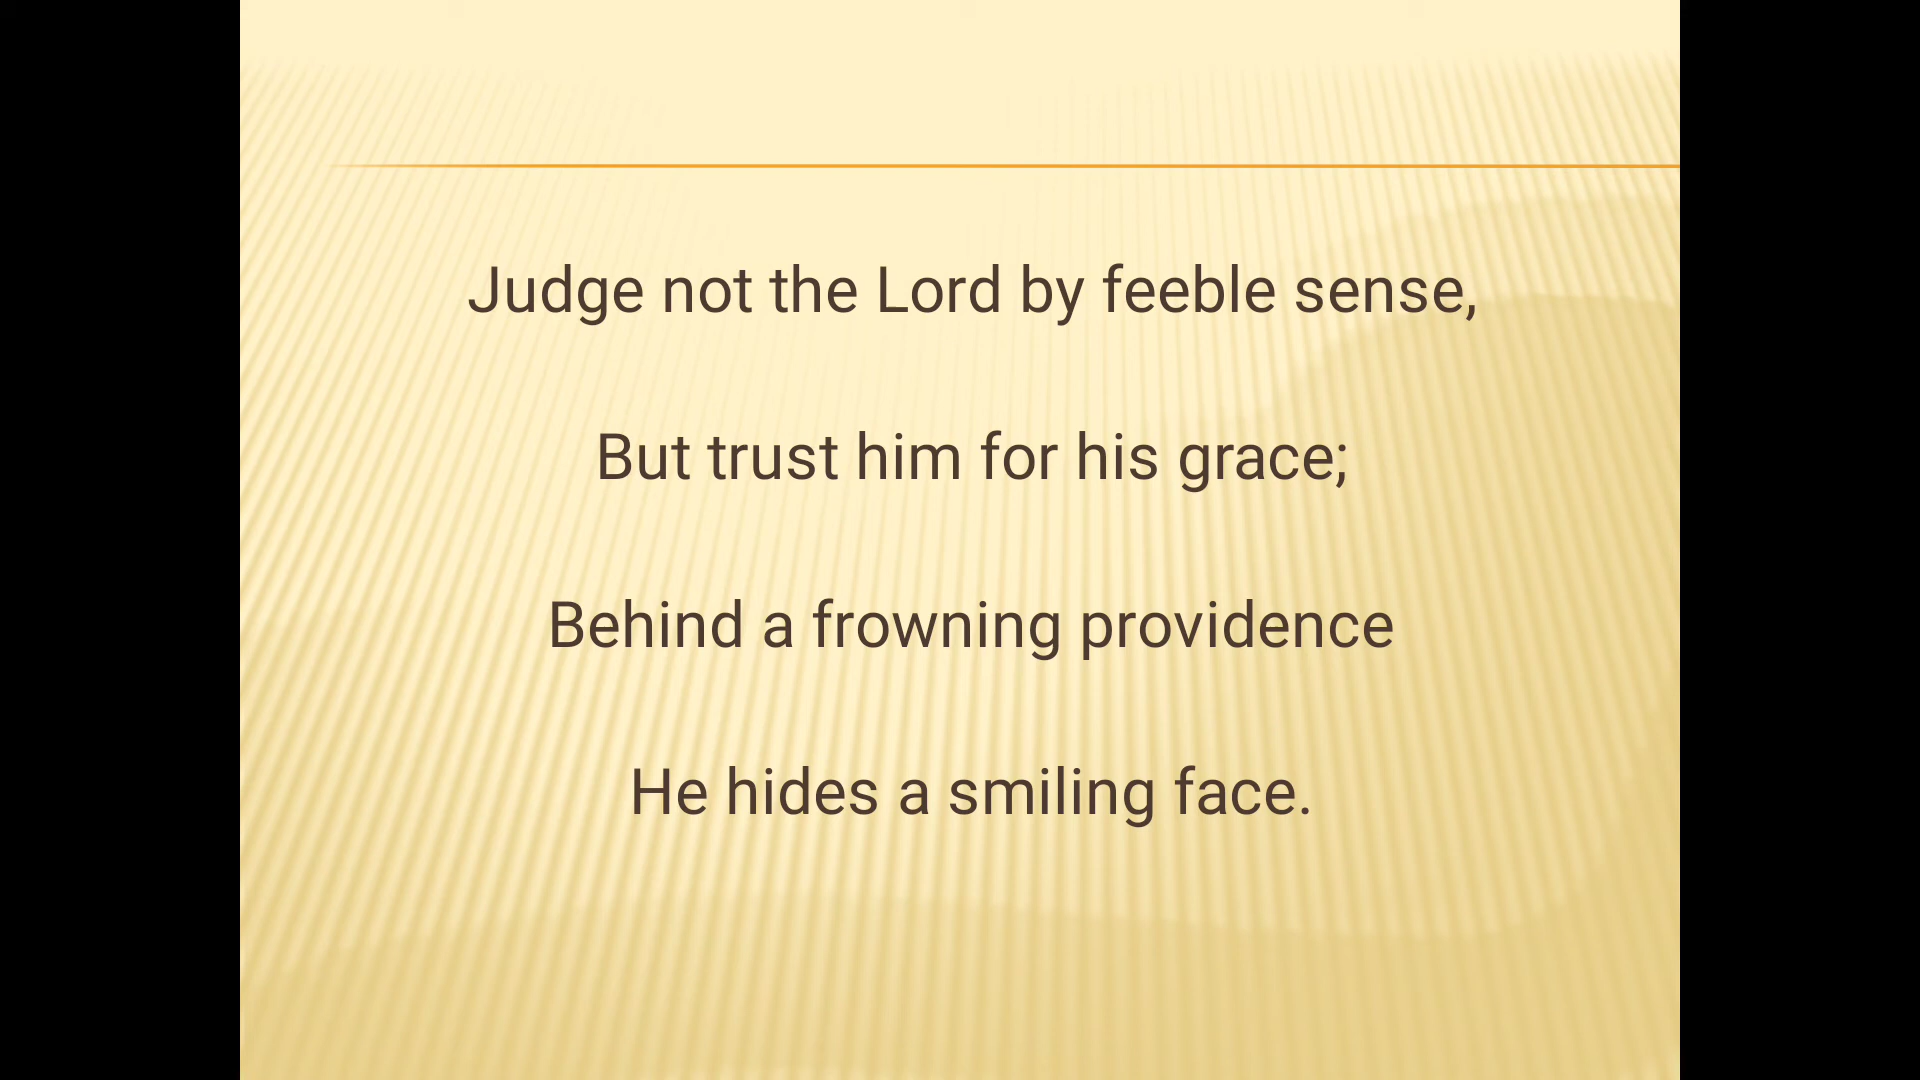 Judge not the Lord by feeble sense,
But trust him for his grace;
Behind a frowning providence
He hides a smiling face.